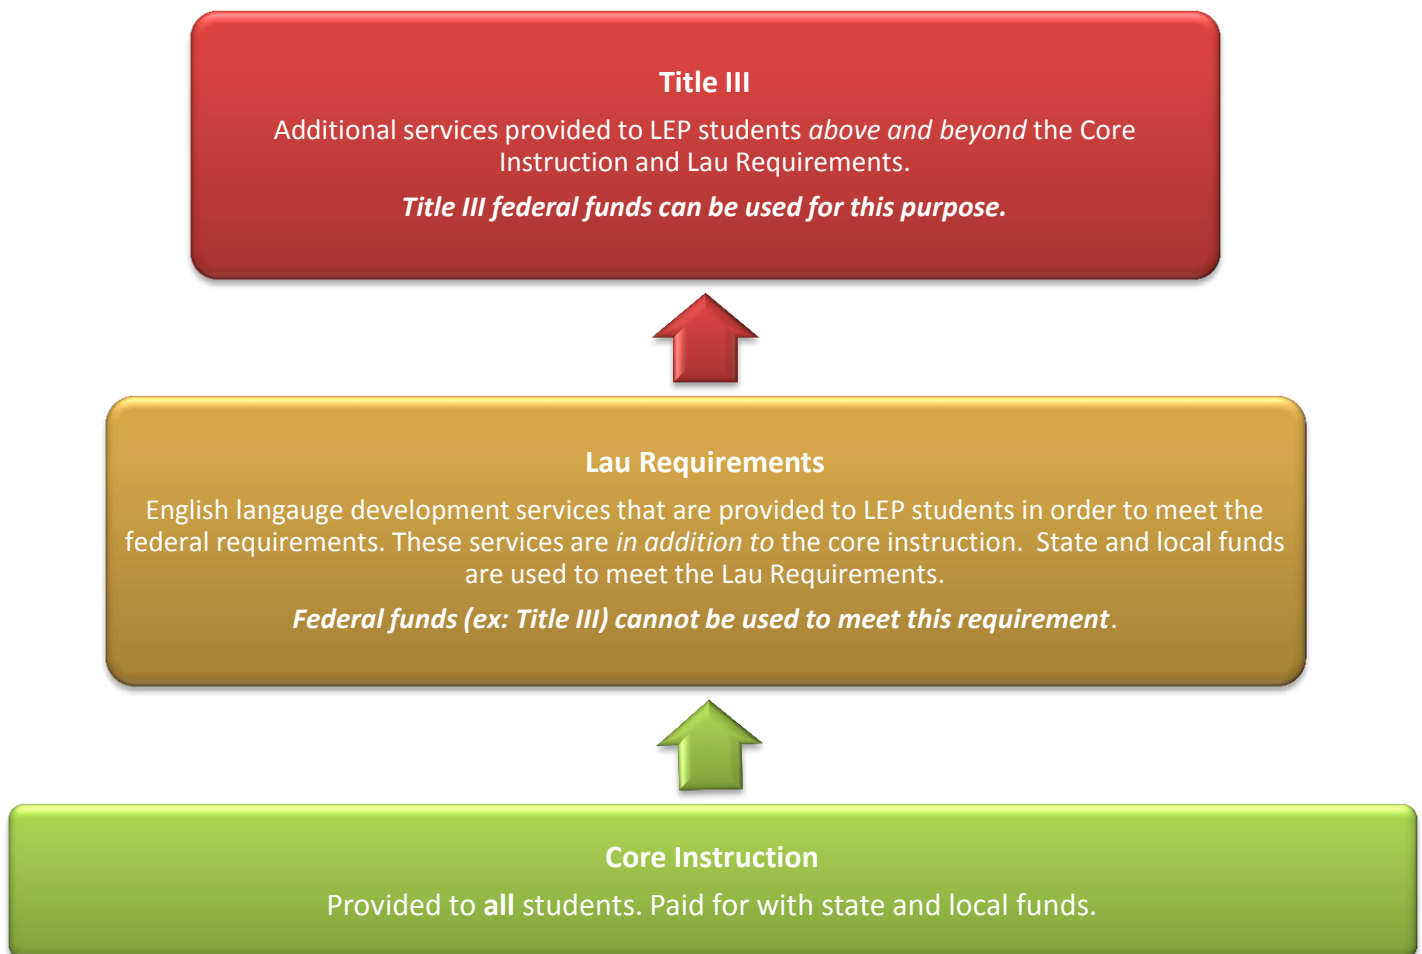 Title III
Additional services provided to LEP students above and beyond the Core
Instruction and Lau Requirements.
Title III federal funds can be used for this purpose.
Lau Requirements
English langauge development services that are provided to LEP students in order to meet the
federal requirements. These services are in addition to the core instruction.  State and local funds
are used to meet the Lau Requirements.
Federal funds (ex: Title III) cannot be used to meet this requirement.
Core Instruction
Provided to all students. Paid for with state and local funds.